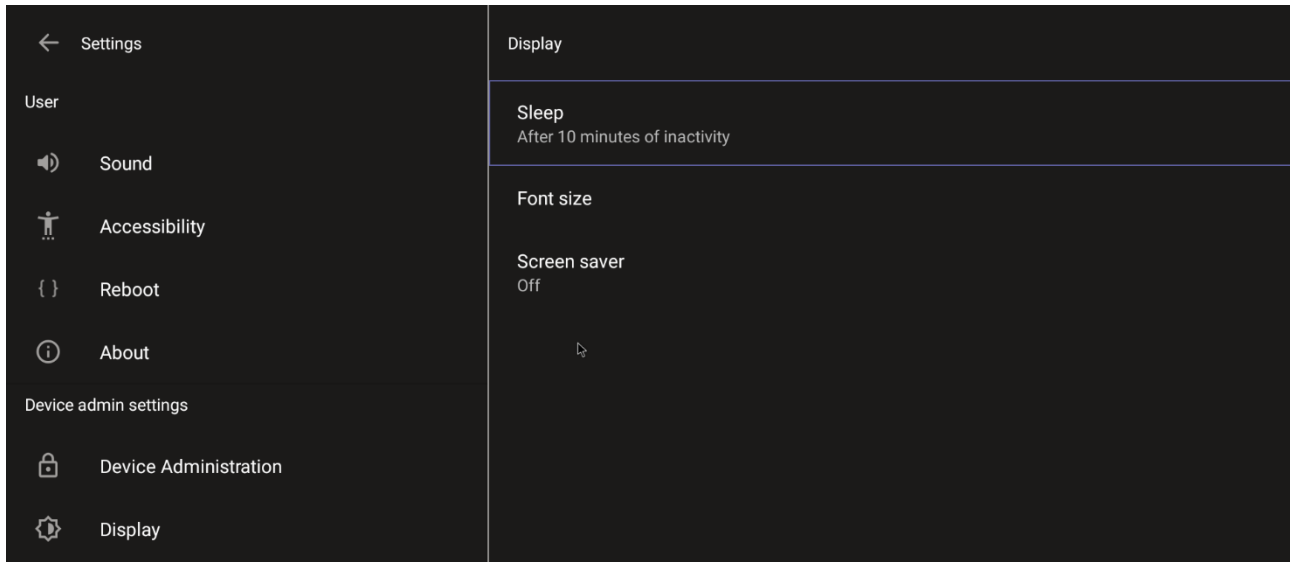 Settings
User
Sound
Accessibility
{ } Reboot
About
Device admin settings
Device Administration
Display
Display
Sleep
After 10 minutes of inactivity
Font size
Screen saver
Off